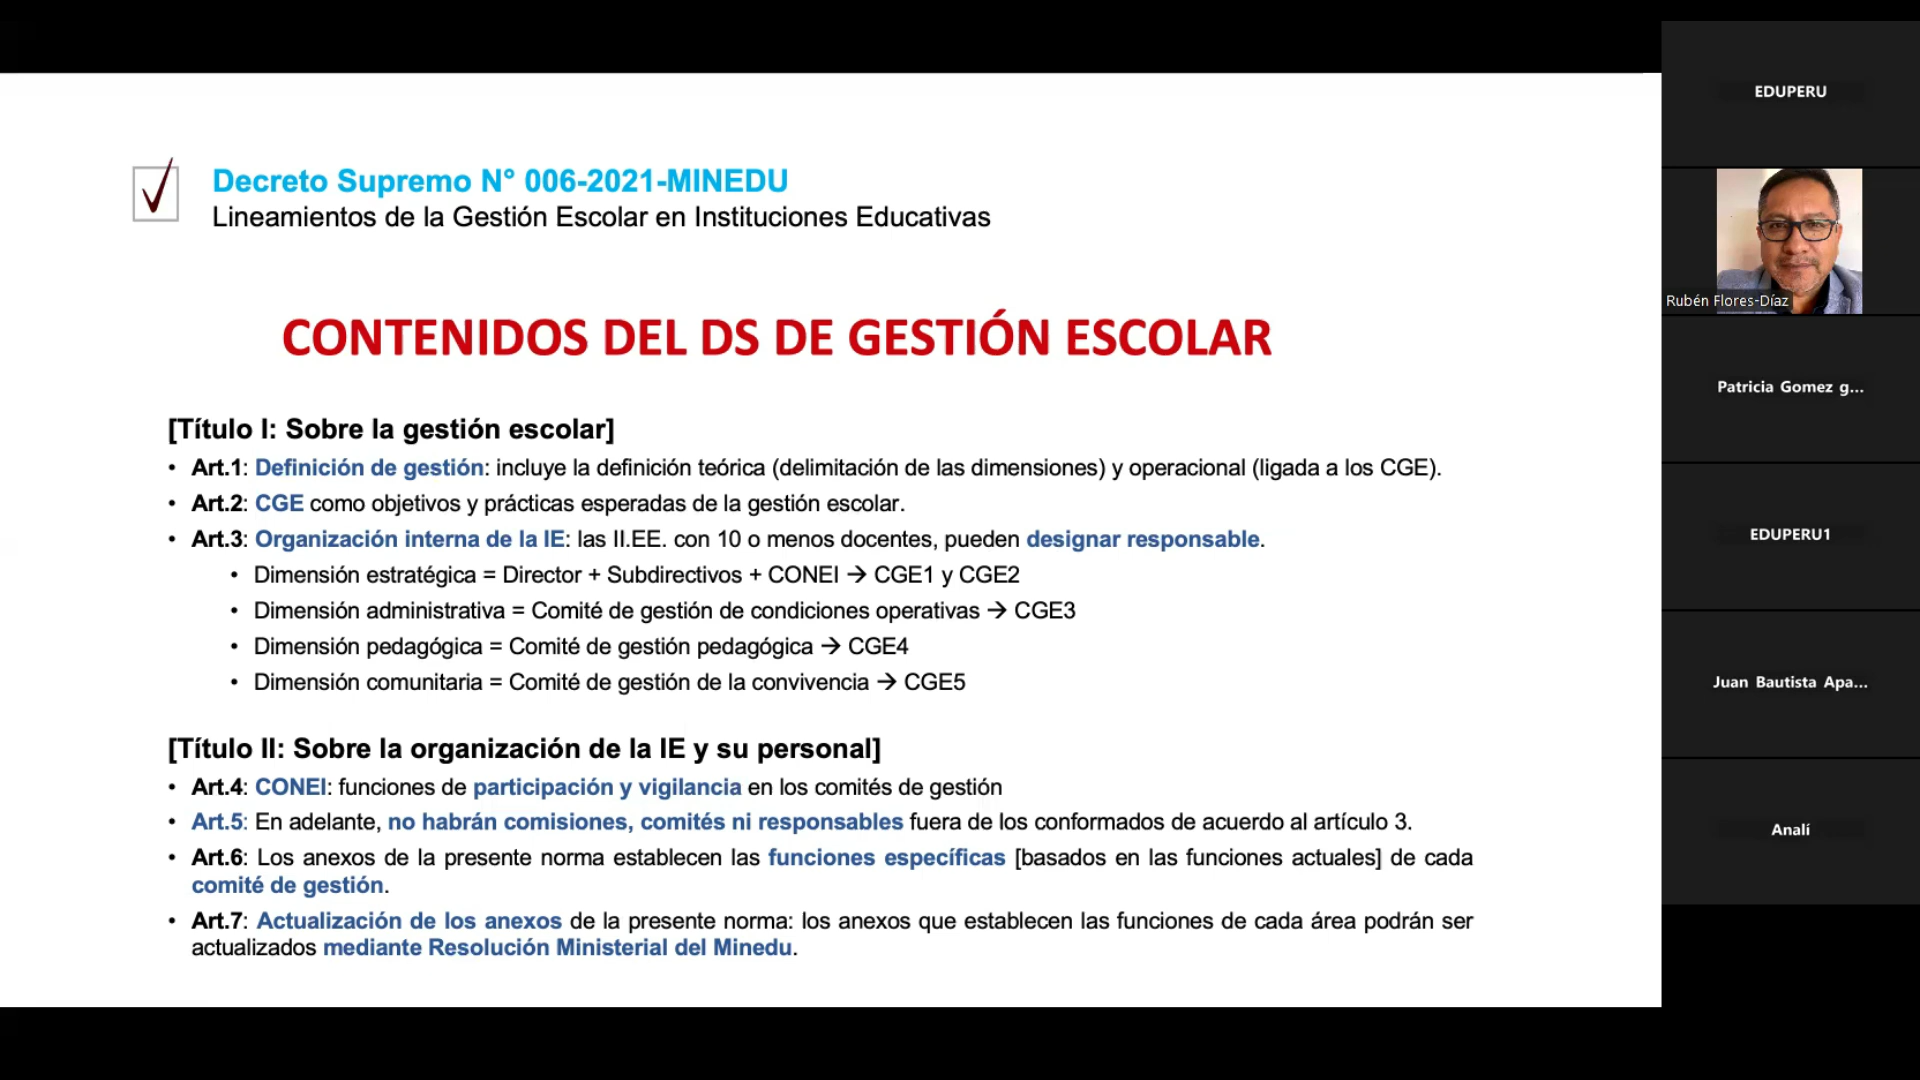 Decreto Supremo N° 006-2021-MINEDU
Lineamientos de la Gestión Escolar en Instituciones Educativas
CONTENIDOS DEL DS DE GESTIÓN ESCOLAR
[Título I: Sobre la gestión escolar]
• Art.1: Definición de gestión: incluye la definición teórica (delimitación de las dimensiones) y operacional (ligada a los CGE).
• Art.2: CGE como objetivos y prácticas esperadas de la gestión escolar.
• Art.3: Organización interna de la IE: las II.EE. con 10 o menos docentes, pueden designar responsable.
• Dimensión estratégica = Director + Subdirectivos + CONEI → CGE1 y CGE2
• Dimensión administrativa = Comité de gestión de condiciones operativas → CGE3
• Dimensión pedagógica = Comité de gestión pedagógica → CGE4
• Dimensión comunitaria = Comité de gestión de la convivencia → CGE5
[Título II: Sobre la organización de la IE y su personal]
• Art.4: CONEI: funciones de participación y vigilancia en los comités de gestión
• Art.5: En adelante, no habrán comisiones, comités ni responsables fuera de los conformados de acuerdo al artículo 3.
• Art.6: Los anexos de la presente norma establecen las funciones específicas [basados en las funciones actuales] de cada
comité de gestión.
• Art.7: Actualización de los anexos de la presente norma: los anexos que establecen las funciones de cada área podrán ser
actualizados mediante Resolución Ministerial del Minedu.
EDUPERU
Rubén Flores-Díaz
Patricia Gomez g...
EDUPERU1
Juan Bautista Apa...
Analí